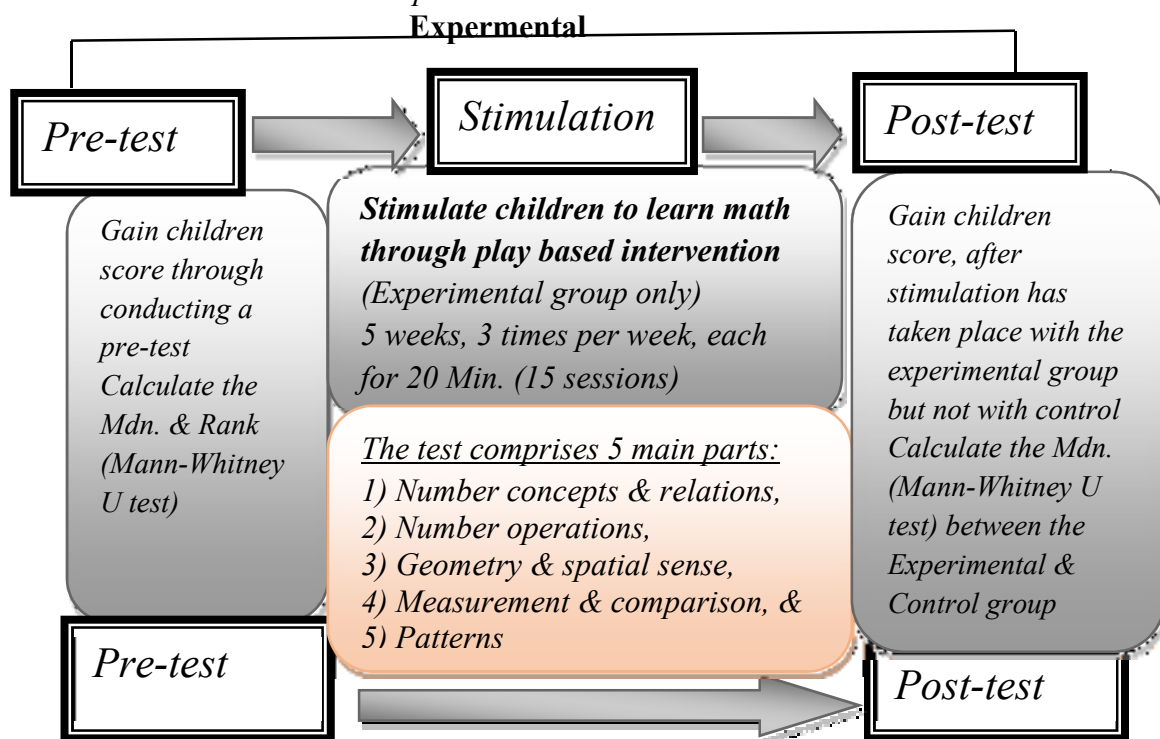 Expermental
Pre-test
Stimulation
Post-test
Gain children
score through
conducting a
pre-test
Calculate the
Mdn. & Rank
(Mann-Whitney
U test)
Stimulate children to learn math
through play based intervention
(Experimental group only)
5 weeks, 3 times per week, each
for 20 Min. (15 sessions)
The test comprises 5 main parts:
1) Number concepts & relations,
2) Number operations,
3) Geometry & spatial sense,
4) Measurement & comparison, &
5) Patterns
Gain children
score, after
stimulation has
taken place with the
experimental group
but not with control
Calculate the Mdn.
(Mann-Whitney U
test) between the
Experimental &
Control group
Pre-test
Post-test